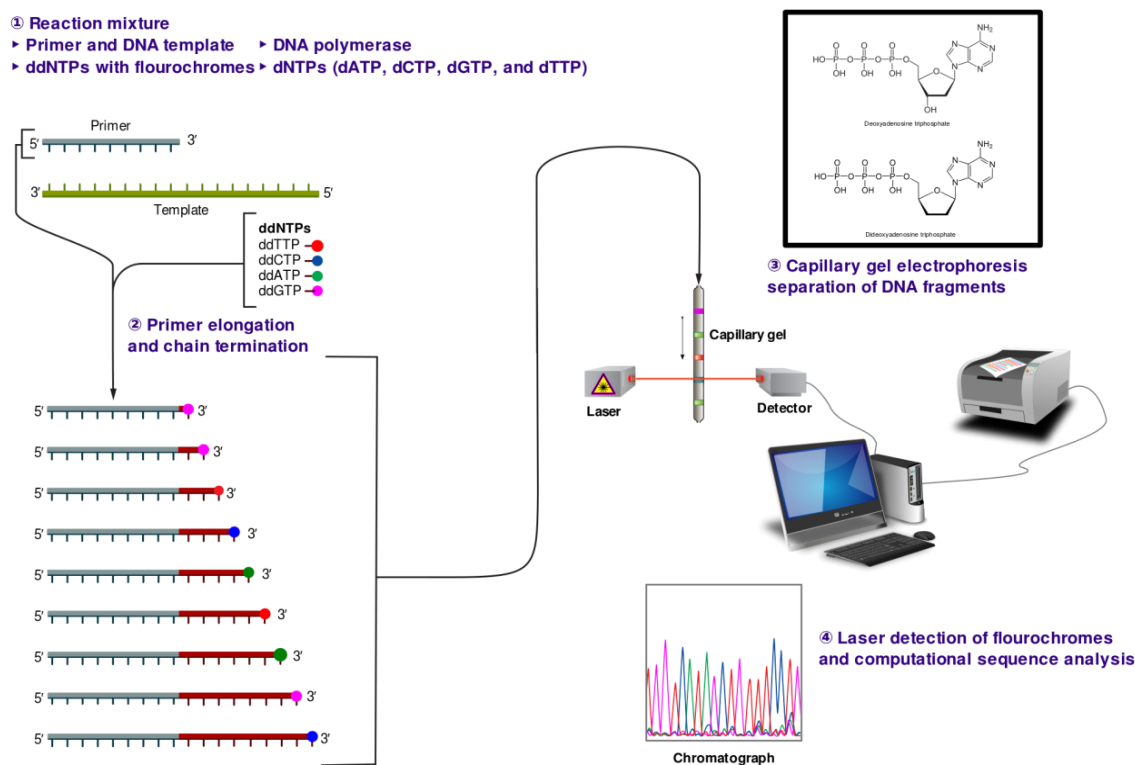 ① Reaction mixture
▸ Primer and DNA template ▸ DNA polymerase
▸ ddNTPs with flourochromes ▸ dNTPs (dATP, dCTP, dGTP, and dTTP)
Primer
5′ 3′
3′ 5′
Template
ddNTPs
ddTTP
ddCTP
ddATP
ddGTP
② Primer elongation
and chain termination
5′ 3′
5′ 3′
5′ 3′
5′ 3′
5′ 3′
5′ 3′
5′ 3′
5′ 3′
5′ 3′
NH₂
N N
O O O
HO P O P O P O N N
OH OH OH O
OH
Deoxyadenosine triphosphate
NH₂
N N
O O O
HO P O P O P O N N
OH OH OH O
Dideoxyadenosine triphosphate
③ Capillary gel electrophoresis
separation of DNA fragments
Capillary gel
Laser
Detector
④ Laser detection of flourochromes
and computational sequence analysis
Chromatograph